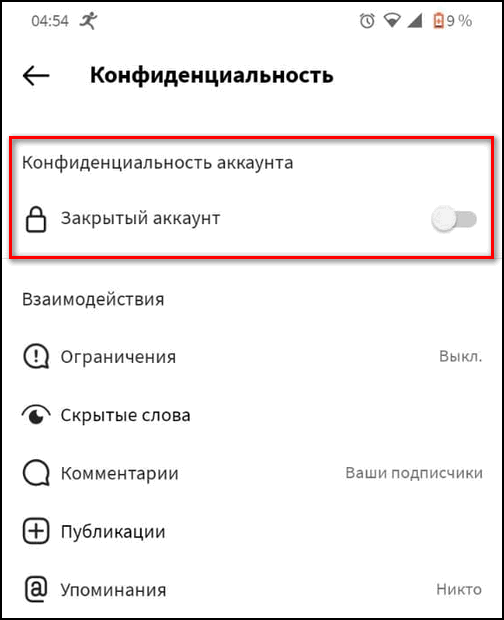 04:54 9 %
Конфиденциальность
Конфиденциальность аккаунта
Закрытый аккаунт
Взаимодействия
Ограничения Выкл.
Скрытые слова
Комментарии Ваши подписчики
Публикации
Упоминания Никто